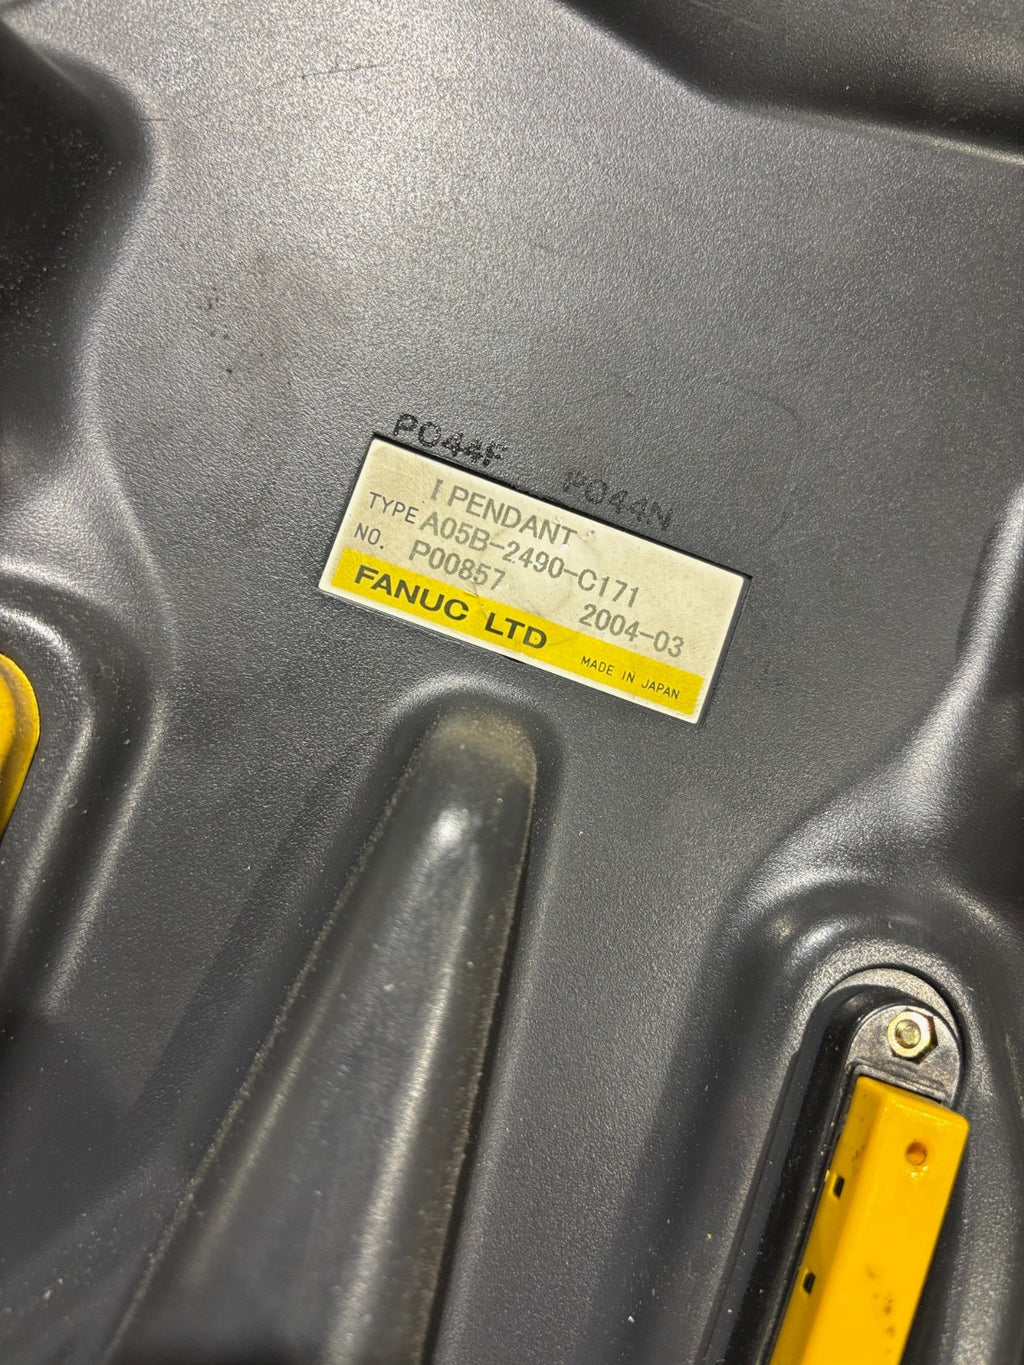 P044F P044N
I PENDANT
TYPE A05B-2490-C171
NO. P00857 2004-03
FANUC LTD MADE IN JAPAN